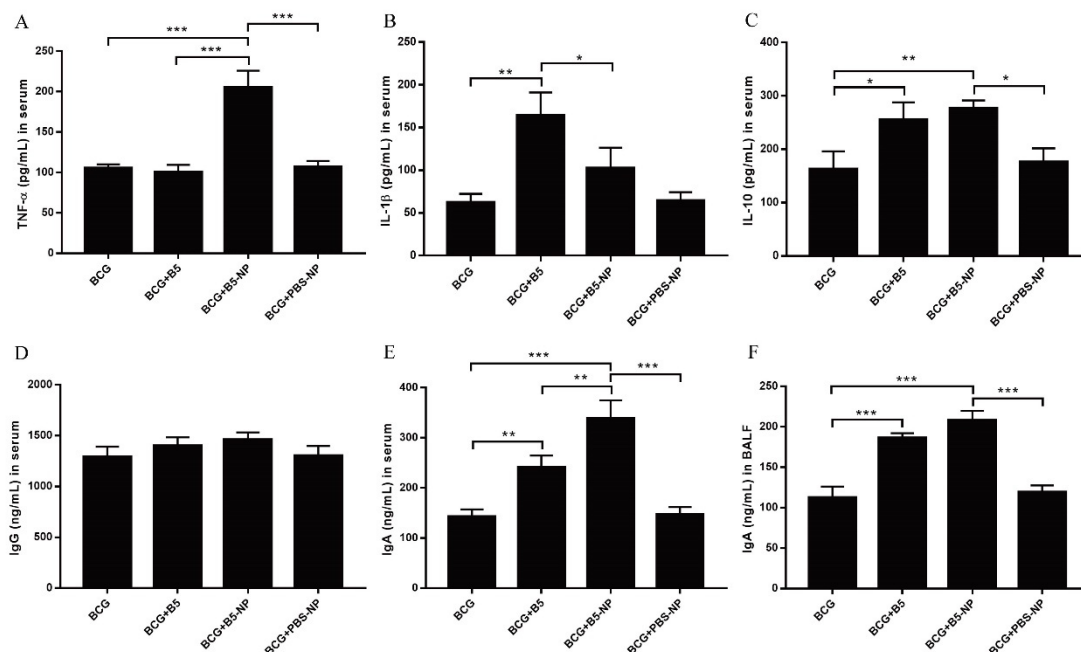 A
TNF-α (pg/mL) in serum
250
200
150
100
50
0
***
***
***
BCG
BCG+B5
BCG+B5-NP
BCG+PBS-NP
B
IL-1β (pg/mL) in serum
250
200
150
100
50
0
**
*
BCG
BCG+B5
BCG+B5-NP
BCG+PBS-NP
C
IL-10 (pg/mL) in serum
400
300
200
100
0
**
*
*
BCG
BCG+B5
BCG+B5-NP
BCG+PBS-NP
D
IgG (ng/mL) in serum
2000
1500
1000
500
0
BCG
BCG+B5
BCG+B5-NP
BCG+PBS-NP
E
IgA (ng/mL) in serum
400
300
200
100
0
***
**
***
**
BCG
BCG+B5
BCG+B5-NP
BCG+PBS-NP
F
IgA (ng/mL) in BALF
250
200
150
100
50
0
***
***
***
BCG
BCG+B5
BCG+B5-NP
BCG+PBS-NP